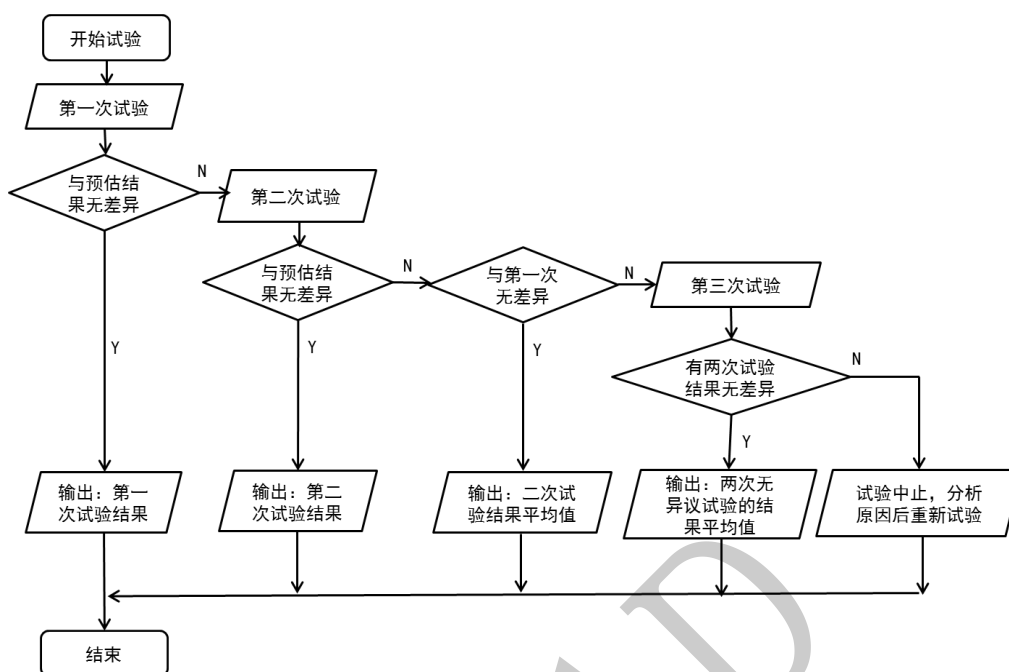 开始试验
第一次试验
与预估结
果无差异
N
第二次试验
与预估结
果无差异
N
与第一次
无差异
N
第三次试验
有两次试验
结果无差异
N
Y
Y
Y
Y
输出：第一
次试验结果
输出：第二
次试验结果
输出：二次试
验结果平均值
输出：两次无
异议试验的结
果平均值
试验中止，分析
原因后重新试验
结束